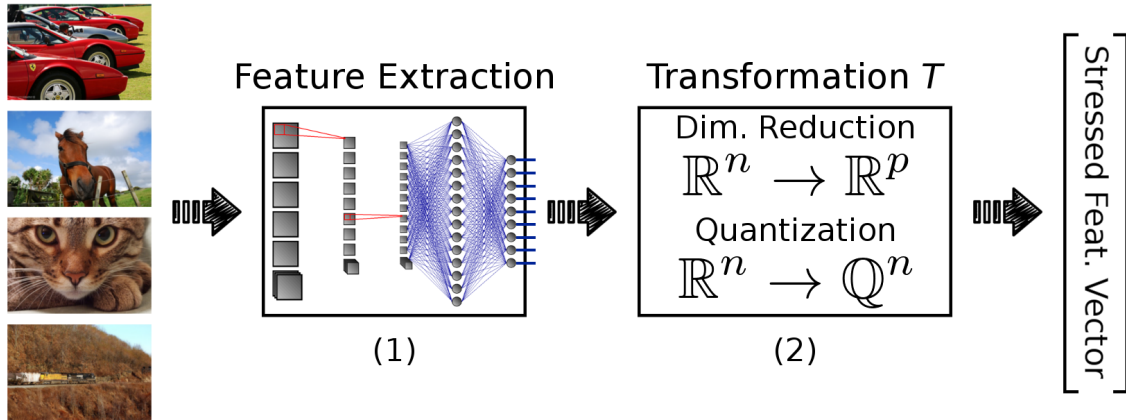 Feature Extraction
(1)
Transformation T
Dim. Reduction
ℝⁿ → ℝᵖ
Quantization
ℝⁿ → ℚⁿ
(2)
Stressed Feat. Vector